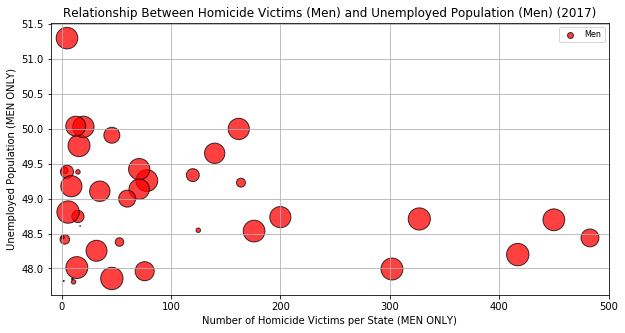 Relationship Between Homicide Victims (Men) and Unemployed Population (Men) (2017)
Men
Unemployed Population (MEN ONLY)
51.5
51.0
50.5
50.0
49.5
49.0
48.5
48.0
0 100 200 300 400 500
Number of Homicide Victims per State (MEN ONLY)